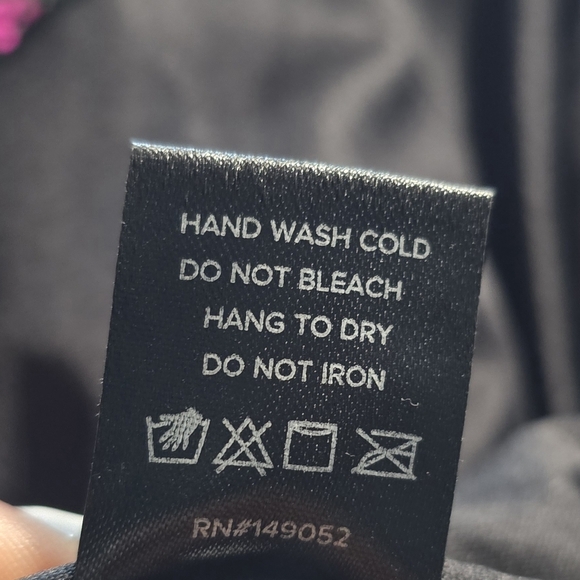 HAND WASH COLD
DO NOT BLEACH
HANG TO DRY
DO NOT IRON
RN#149052